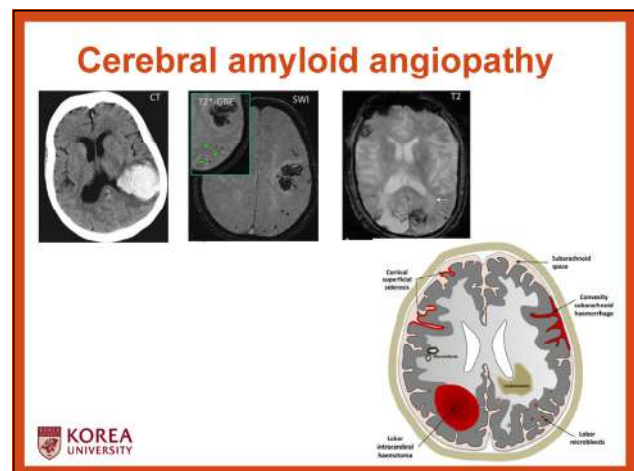 Cerebral amyloid angiopathy
CT
T2*-GRE
SWI
T2
Cortical
superficial
siderosis
Subarachnoid
space
Convexity
subarachnoid
haemorrhage
Lobar
intracerebral
haematoma
Lobar
microbleeds
KOREA
UNIVERSITY